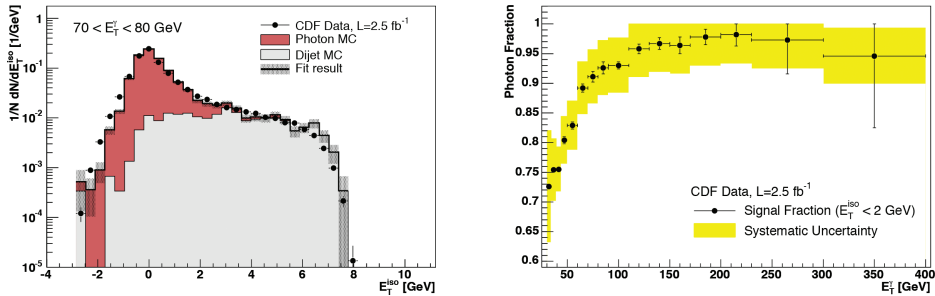 70 < E_T^γ < 80 GeV
CDF Data, L=2.5 fb⁻¹
Photon MC
Dijet MC
Fit result
1/N dN/dE_T^iso [1/GeV]
1
10⁻¹
10⁻²
10⁻³
10⁻⁴
10⁻⁵
-4 -2 0 2 4 6 8 10
E_T^iso [GeV]
Photon Fraction
1
0.95
0.9
0.85
0.8
0.75
0.7
0.65
0.6
CDF Data, L=2.5 fb⁻¹
Signal Fraction (E_T^iso < 2 GeV)
Systematic Uncertainty
50 100 150 200 250 300 350 400
E_T^γ [GeV]